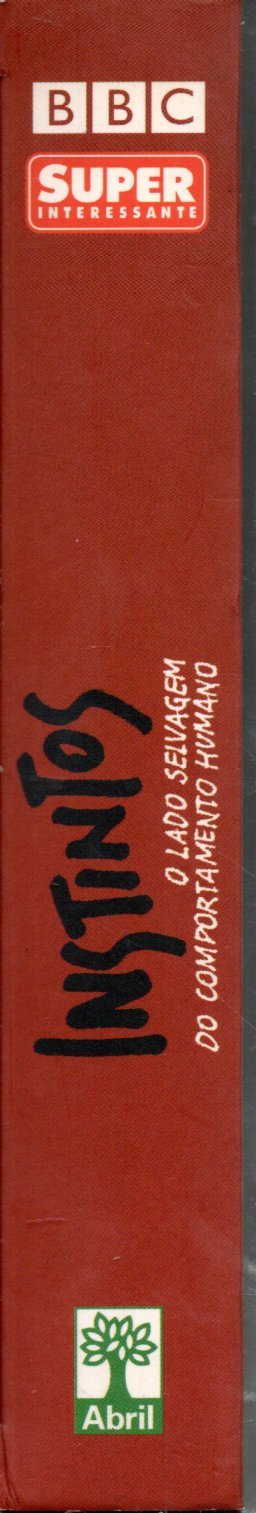 BBC
SUPER
INTERESSANTE
INSTINTOS
O LADO SELVAGEM
DO COMPORTAMENTO HUMANO
Abril